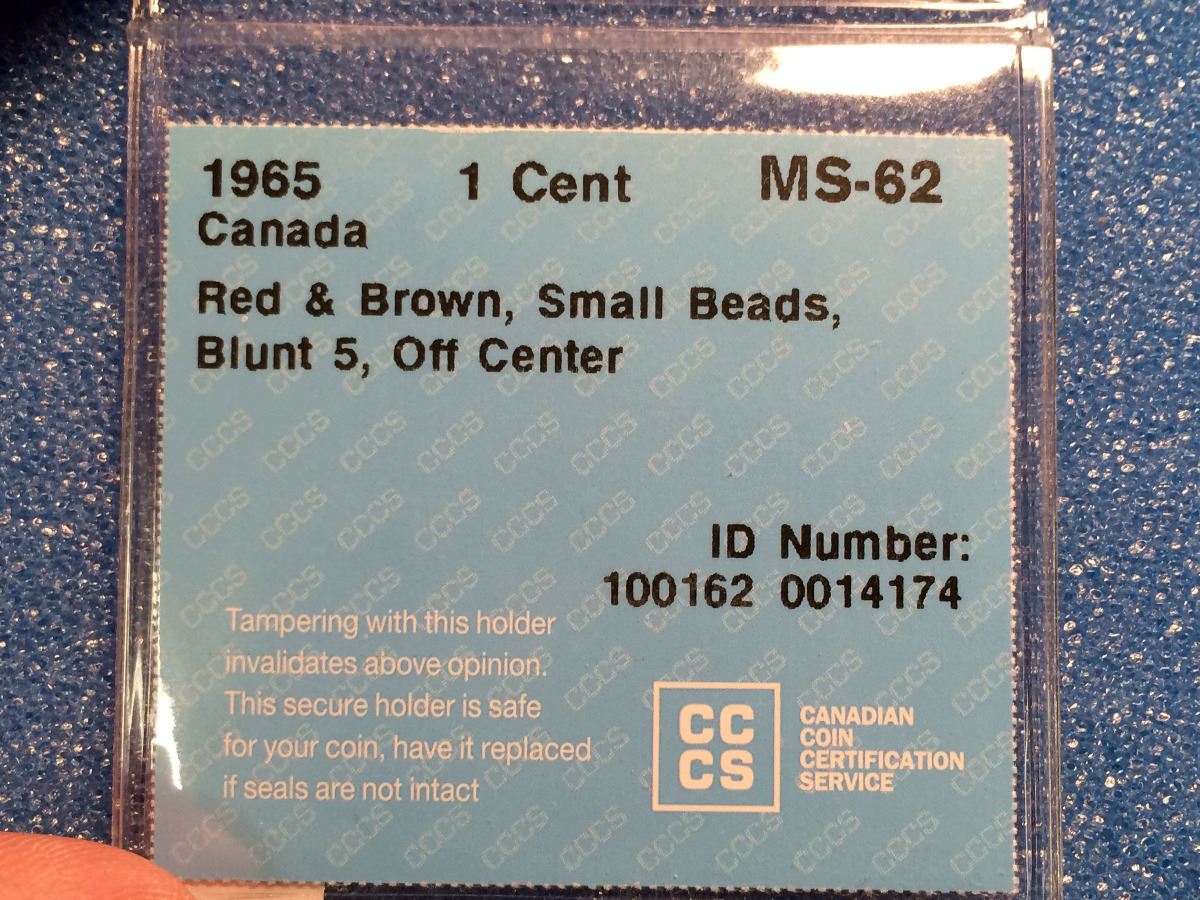 1965 1 Cent MS-62
Canada
Red & Brown, Small Beads,
Blunt 5, Off Center
ID Number:
100162 0014174
Tampering with this holder
invalidates above opinion.
This secure holder is safe
for your coin, have it replaced
if seals are not intact
CC
CS
CANADIAN
COIN
CERTIFICATION
SERVICE